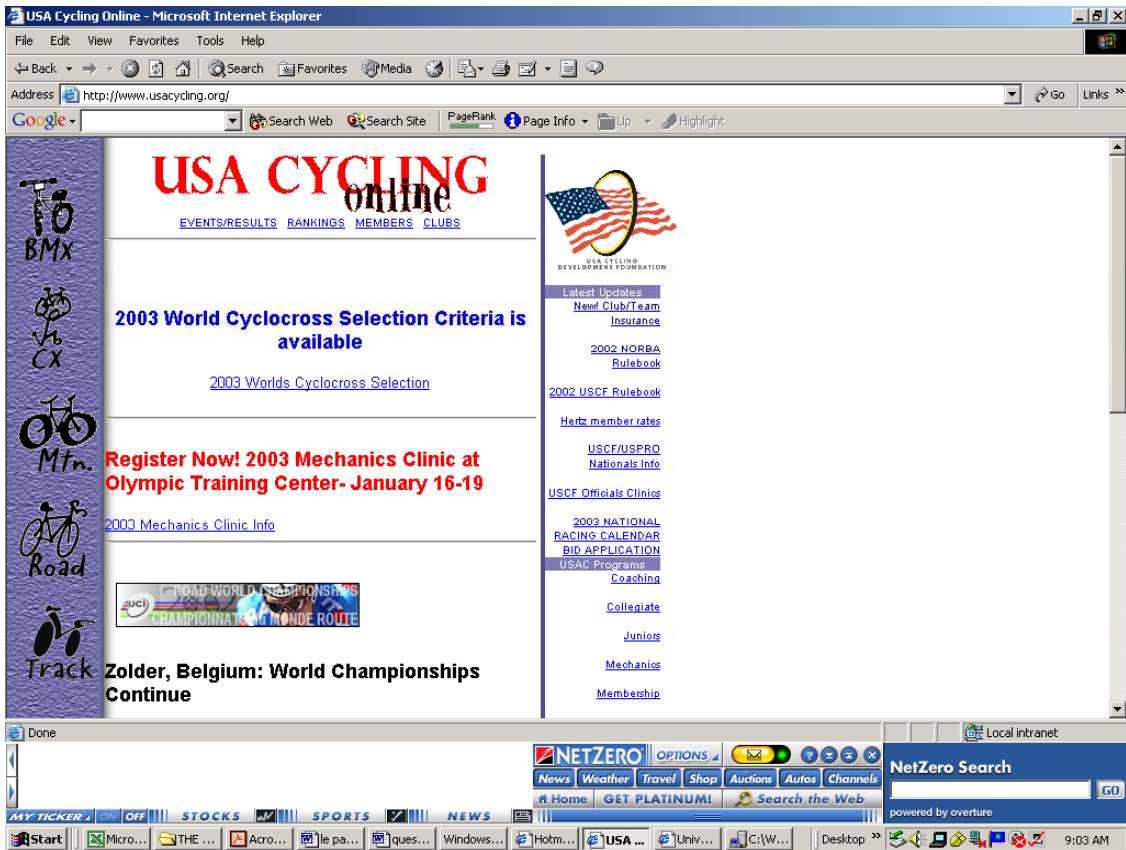 USA Cycling Online - Microsoft Internet Explorer
File Edit View Favorites Tools Help
Back Search Favorites Media
Address http://www.usacycling.org/ Go Links »
Google Search Web Search Site PageRank Page Info Up Highlight
USA CYCLING
online
EVENTS/RESULTS RANKINGS MEMBERS CLUBS
BMX
CX
Mtn.
Road
Track
2003 World Cyclocross Selection Criteria is
available
2003 Worlds Cyclocross Selection
Register Now! 2003 Mechanics Clinic at
Olympic Training Center- January 16-19
2003 Mechanics Clinic Info
uci ROAD WORLD CHAMPIONSHIPS
MONDE ROUTE
Zolder, Belgium: World Championships
Continue
USA CYCLING
DEVELOPMENT FOUNDATION
Latest Updates
New! Club/Team
Insurance
2002 NORBA
Rulebook
2002 USCF Rulebook
Hertz member rates
USCF/USPRO
Nationals Info
USCF Officials Clinics
2003 NATIONAL
RACING CALENDAR
BID APPLICATION
USAC Programs
Coaching
Collegiate
Juniors
Mechanics
Membership
Done Local intranet
NETZERO OPTIONS
News Weather Travel Shop Auctions Autos Channels
Home GET PLATINUM! Search the Web
NetZero Search
GO
powered by overture
MY TICKER ON OFF STOCKS SPORTS NEWS
Start Micro... THE ... Acro... le pa... ques... Windows... Hotm... USA ... Univ... C:\W... Desktop » 9:03 AM